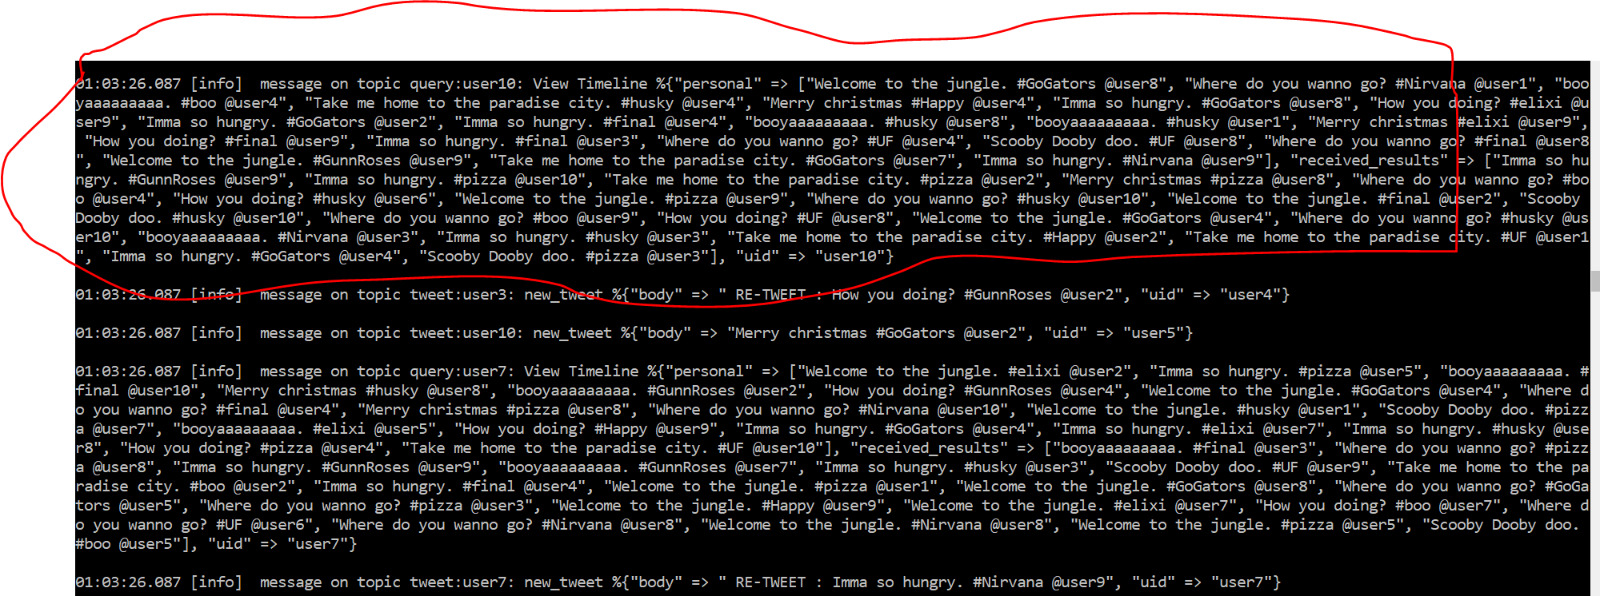 01:03:26.087 [info]  message on topic query:user10: View Timeline %{"personal" => ["Welcome to the jungle. #GoGators @user8", "Where do you wanno go? #Nirvana @user1", "boo
yaaaaaaaaa. #boo @user4", "Take me home to the paradise city. #husky @user4", "Merry christmas #Happy @user4", "Imma so hungry. #GoGators @user8", "How you doing? #elixi @u
ser9", "Imma so hungry. #GoGators @user2", "Imma so hungry. #final @user4", "booyaaaaaaaaa. #husky @user8", "booyaaaaaaaaa. #husky @user1", "Merry christmas #elixi @user9",
 "How you doing? #final @user9", "Imma so hungry. #final @user3", "Where do you wanno go? #UF @user4", "Scooby Dooby doo. #UF @user8", "Where do you wanno go? #final @user8
", "Welcome to the jungle. #GunnRoses @user9", "Take me home to the paradise city. #GoGators @user7", "Imma so hungry. #Nirvana @user9"], "received_results" => ["Imma so hu
ngry. #GunnRoses @user9", "Imma so hungry. #pizza @user10", "Take me home to the paradise city. #pizza @user2", "Merry christmas #pizza @user8", "Where do you wanno go? #bo
o @user4", "How you doing? #husky @user6", "Welcome to the jungle. #pizza @user9", "Where do you wanno go? #husky @user10", "Welcome to the jungle. #final @user2", "Scooby 
Dooby doo. #husky @user10", "Where do you wanno go? #boo @user9", "How you doing? #UF @user8", "Welcome to the jungle. #GoGators @user4", "Where do you wanno go? #husky @us
er10", "booyaaaaaaaaa. #Nirvana @user3", "Imma so hungry. #husky @user3", "Take me home to the paradise city. #Happy @user2", "Take me home to the paradise city. #UF @user1
", "Imma so hungry. #GoGators @user4", "Scooby Dooby doo. #pizza @user3"], "uid" => "user10"}
01:03:26.087 [info]  message on topic tweet:user3: new_tweet %{"body" => " RE-TWEET : How you doing? #GunnRoses @user2", "uid" => "user4"}
01:03:26.087 [info]  message on topic tweet:user10: new_tweet %{"body" => "Merry christmas #GoGators @user2", "uid" => "user5"}
01:03:26.087 [info]  message on topic query:user7: View Timeline %{"personal" => ["Welcome to the jungle. #elixi @user2", "Imma so hungry. #pizza @user5", "booyaaaaaaaaa. #
final @user10", "Merry christmas #husky @user8", "booyaaaaaaaaa. #GunnRoses @user2", "How you doing? #GunnRoses @user4", "Welcome to the jungle. #GoGators @user4", "Where d
o you wanno go? #final @user4", "Merry christmas #pizza @user8", "Where do you wanno go? #Nirvana @user10", "Welcome to the jungle. #husky @user1", "Scooby Dooby doo. #pizz
a @user7", "booyaaaaaaaaa. #elixi @user5", "How you doing? #Happy @user9", "Imma so hungry. #GoGators @user4", "Imma so hungry. #elixi @user7", "Imma so hungry. #husky @use
r8", "How you doing? #pizza @user4", "Take me home to the paradise city. #UF @user10"], "received_results" => ["booyaaaaaaaaa. #final @user3", "Where do you wanno go? #pizz
a @user8", "Imma so hungry. #GunnRoses @user9", "booyaaaaaaaaa. #GunnRoses @user7", "Imma so hungry. #husky @user3", "Scooby Dooby doo. #UF @user9", "Take me home to the pa
radise city. #boo @user2", "Imma so hungry. #final @user4", "Welcome to the jungle. #pizza @user1", "Welcome to the jungle. #GoGators @user8", "Where do you wanno go? #GoGa
tors @user5", "Where do you wanno go? #pizza @user3", "Welcome to the jungle. #Happy @user9", "Welcome to the jungle. #elixi @user7", "How you doing? #boo @user7", "Where d
o you wanno go? #UF @user6", "Where do you wanno go? #Nirvana @user8", "Welcome to the jungle. #Nirvana @user8", "Welcome to the jungle. #pizza @user5", "Scooby Dooby doo. 
#boo @user5"], "uid" => "user7"}
01:03:26.087 [info]  message on topic tweet:user7: new_tweet %{"body" => " RE-TWEET : Imma so hungry. #Nirvana @user9", "uid" => "user7"}